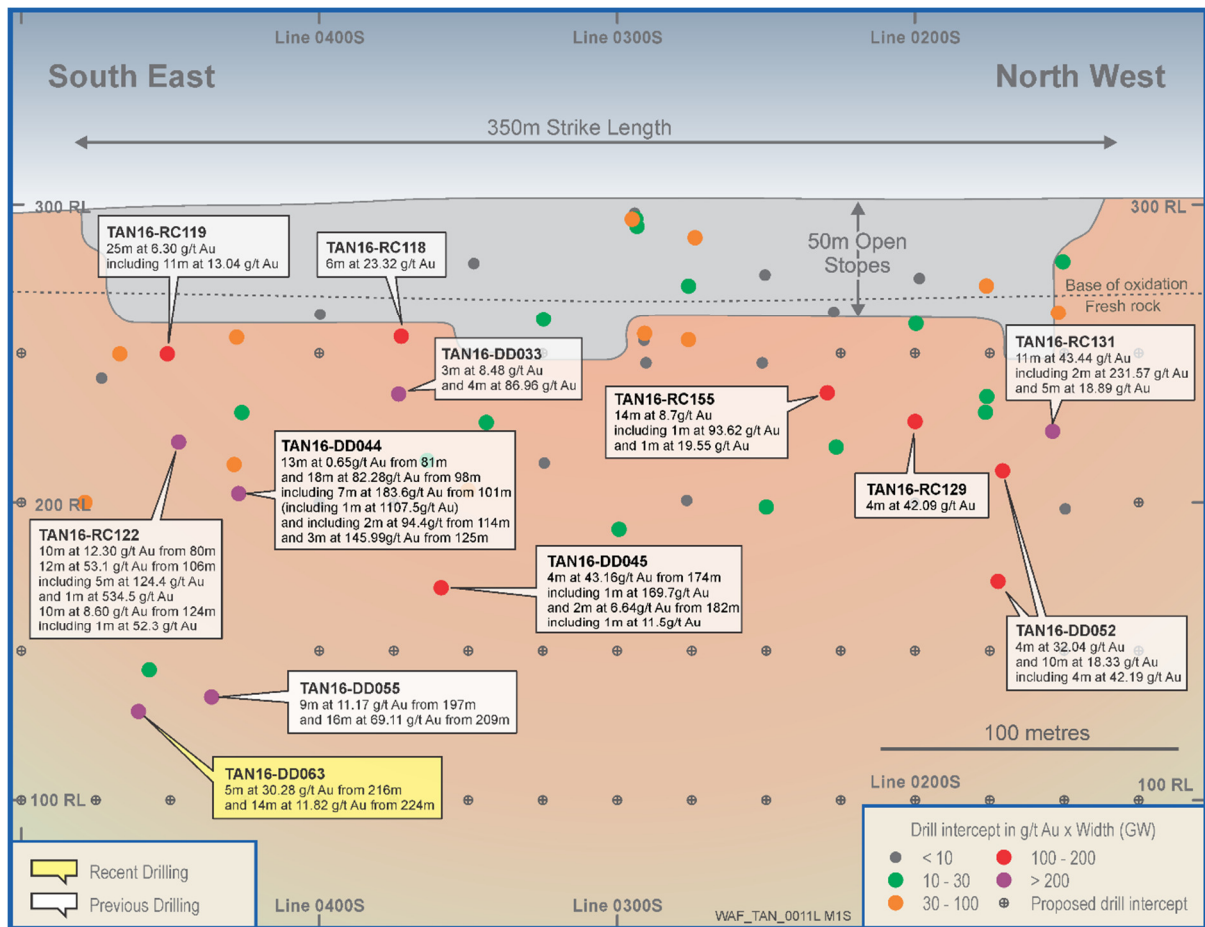 Line 0400S
Line 0300S
Line 0200S
South East
North West
350m Strike Length
300 RL
300 RL
TAN16-RC119
25m at 6.30 g/t Au
including 11m at 13.04 g/t Au
TAN16-RC118
6m at 23.32 g/t Au
50m Open
Stopes
Base of oxidation
Fresh rock
TAN16-DD033
3m at 8.48 g/t Au
and 4m at 86.96 g/t Au
TAN16-RC131
11m at 43.44 g/t Au
including 2m at 231.57 g/t Au
and 5m at 18.89 g/t Au
TAN16-RC155
14m at 8.7g/t Au
including 1m at 93.62 g/t Au
and 1m at 19.55 g/t Au
TAN16-DD044
13m at 0.65g/t Au from 81m
and 18m at 82.28g/t Au from 98m
including 7m at 183.6g/t Au from 101m
(including 1m at 1107.5g/t Au)
and including 2m at 94.4g/t from 114m
and 3m at 145.99g/t Au from 125m
TAN16-RC129
4m at 42.09 g/t Au
200 RL
TAN16-RC122
10m at 12.30 g/t Au from 80m
12m at 53.1 g/t Au from 106m
including 5m at 124.4 g/t Au
and 1m at 534.5 g/t Au
10m at 8.60 g/t Au from 124m
including 1m at 52.3 g/t Au
TAN16-DD045
4m at 43.16g/t Au from 174m
including 1m at 169.7g/t Au
and 2m at 6.64g/t Au from 182m
including 1m at 11.5g/t Au
TAN16-DD052
4m at 32.04 g/t Au
and 10m at 18.33 g/t Au
including 4m at 42.19 g/t Au
TAN16-DD055
9m at 11.17 g/t Au from 197m
and 16m at 69.11 g/t Au from 209m
100 metres
TAN16-DD063
5m at 30.28 g/t Au from 216m
and 14m at 11.82 g/t Au from 224m
Line 0200S
100 RL
100 RL
Recent Drilling
Previous Drilling
Line 0400S
Line 0300S
WAF_TAN_0011L M1S
Drill intercept in g/t Au x Width (GW)
< 10
100 - 200
10 - 30
> 200
30 - 100
Proposed drill intercept